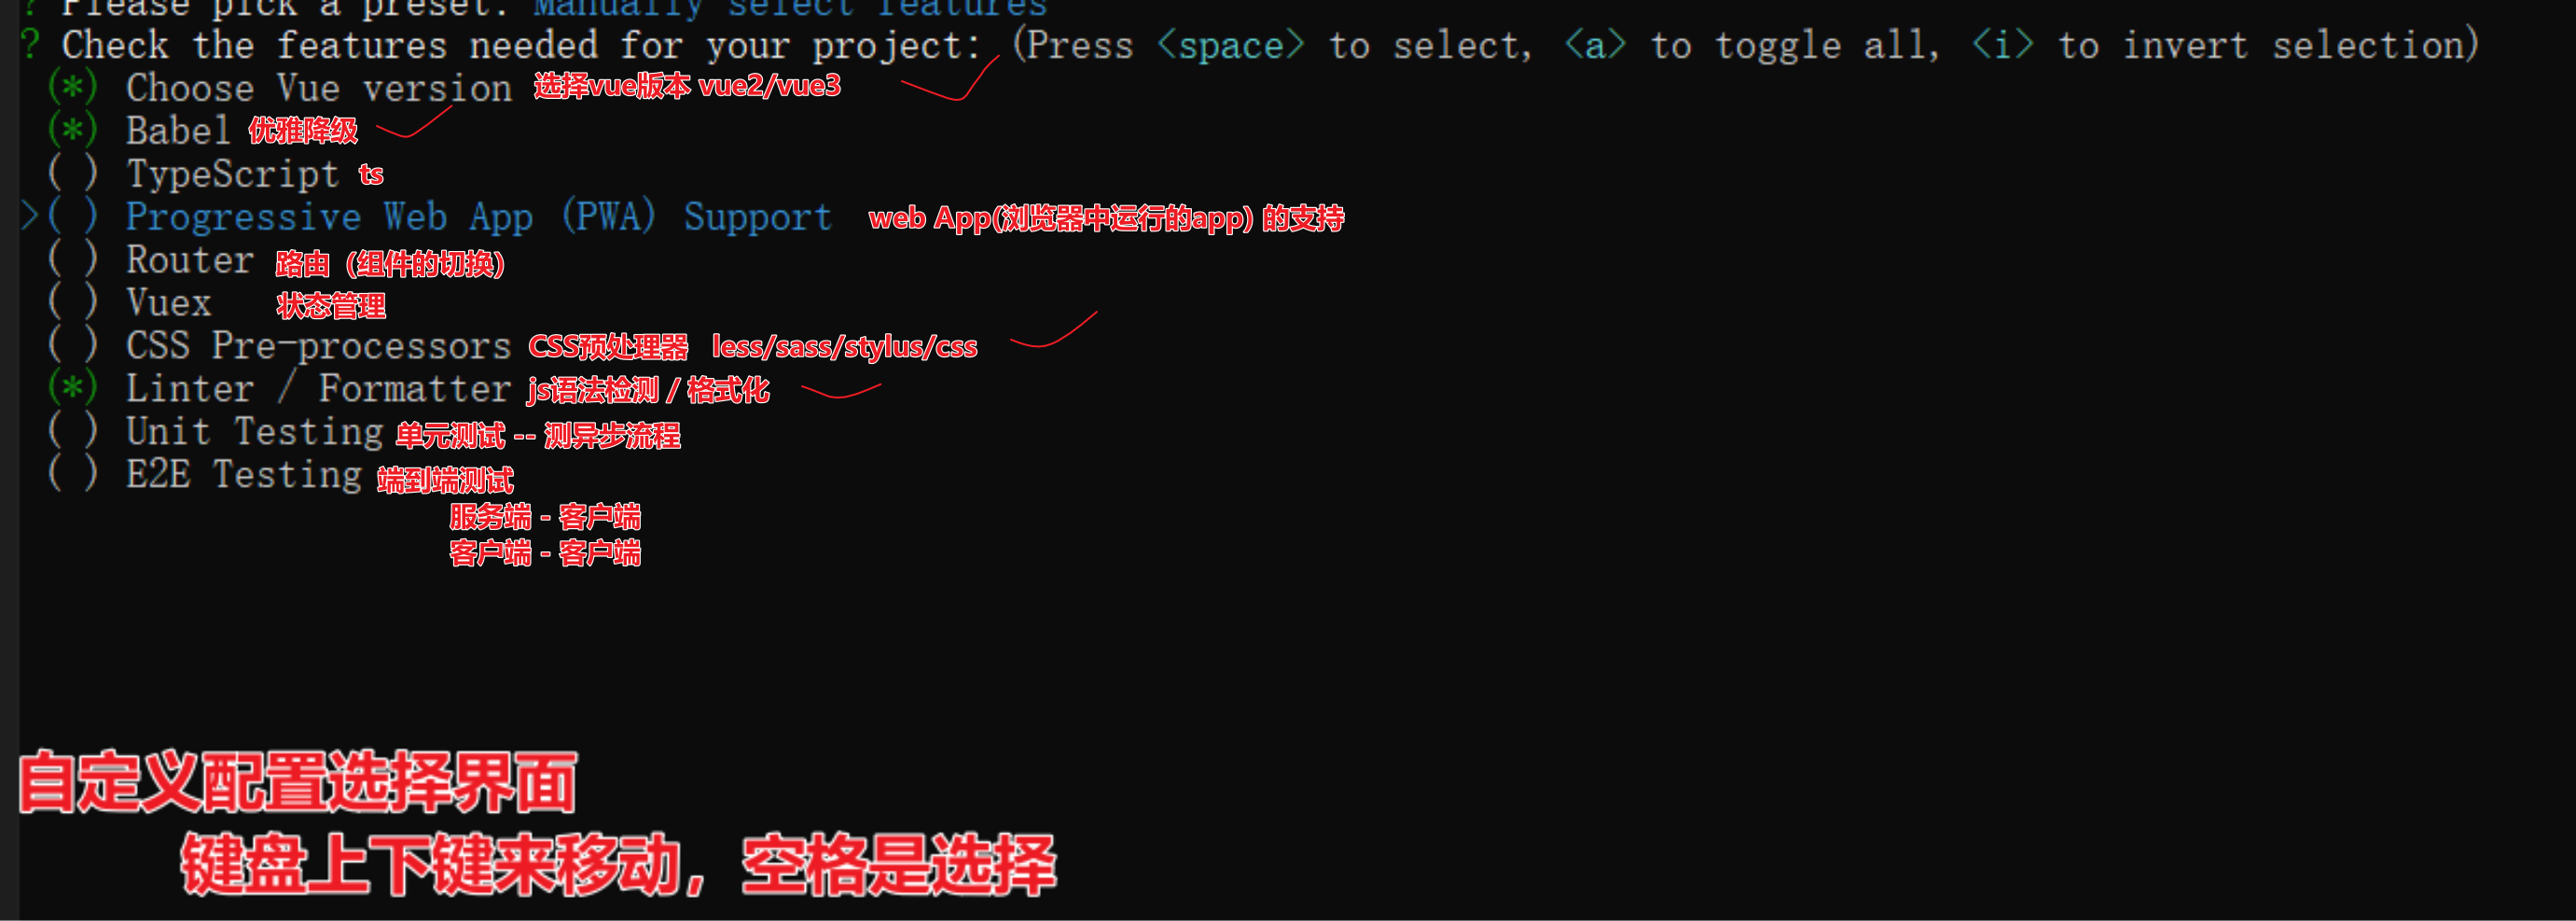 ? Please pick a preset: Manually select features
? Check the features needed for your project: (Press <space> to select, <a> to toggle all, <i> to invert selection)
(*) Choose Vue version 选择vue版本 vue2/vue3
(*) Babel 优雅降级
( ) TypeScript ts
>( ) Progressive Web App (PWA) Support web App(浏览器中运行的app) 的支持
( ) Router 路由（组件的切换）
( ) Vuex 状态管理
( ) CSS Pre-processors CSS预处理器 less/sass/stylus/css
(*) Linter / Formatter js语法检测 / 格式化
( ) Unit Testing 单元测试 -- 测异步流程
( ) E2E Testing 端到端测试
服务端 - 客户端
客户端 - 客户端
自定义配置选择界面
键盘上下键来移动，空格是选择